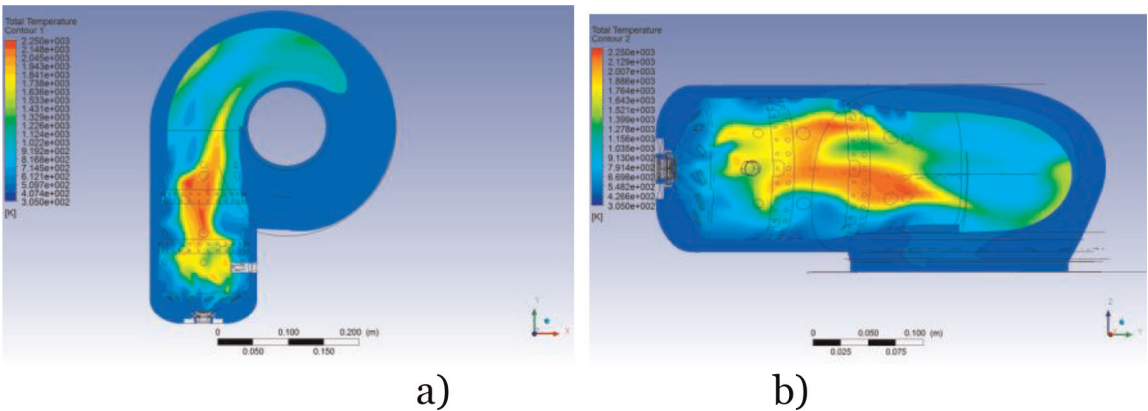 Total Temperature
Contour 1
2.250e+003
2.148e+003
2.045e+003
1.943e+003
1.841e+003
1.738e+003
1.636e+003
1.533e+003
1.431e+003
1.329e+003
1.226e+003
1.124e+003
1.022e+003
9.192e+002
8.168e+002
7.145e+002
6.121e+002
5.097e+002
4.074e+002
3.050e+002
[K]
0 0.100 0.200 (m)
0.050 0.150
Y
X
Total Temperature
Contour 2
2.250e+003
2.129e+003
2.007e+003
1.886e+003
1.764e+003
1.643e+003
1.521e+003
1.399e+003
1.278e+003
1.156e+003
1.035e+003
9.130e+002
7.914e+002
6.698e+002
5.482e+002
4.266e+002
3.050e+002
[K]
0 0.050 0.100 (m)
0.025 0.075
Z
Y
a) b)